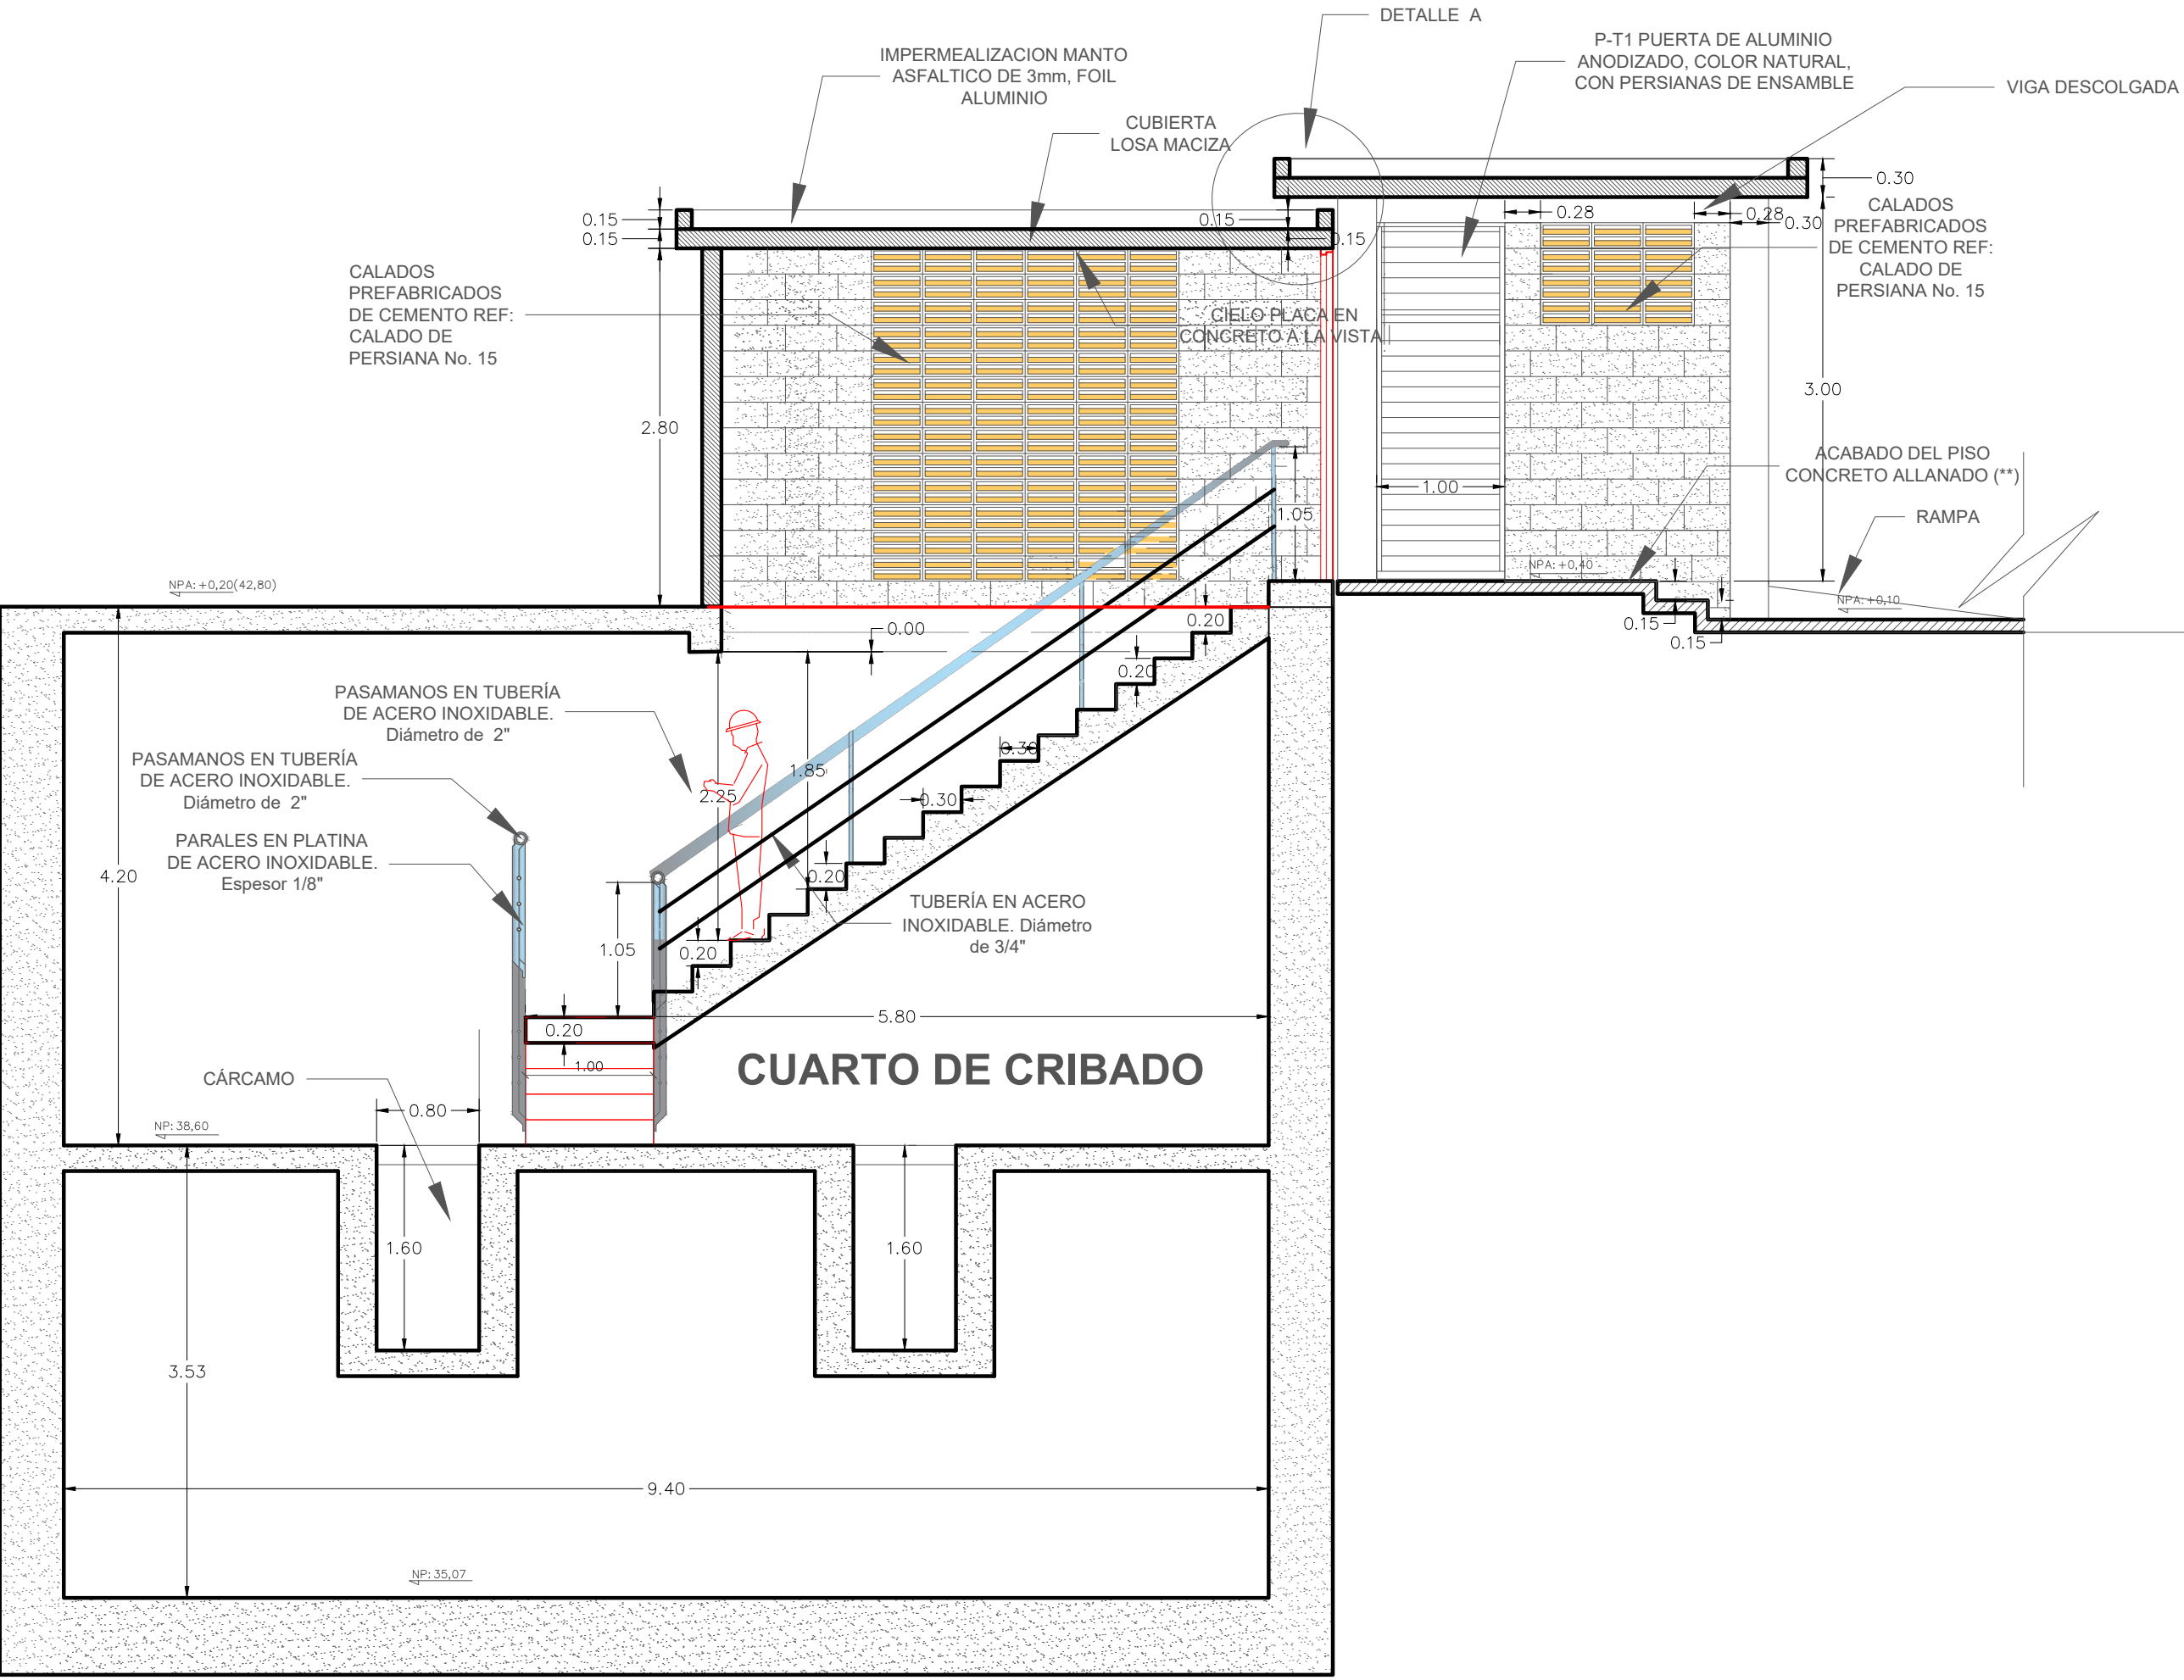 DETALLE  A
IMPERMEALIZACION MANTO
ASFALTICO DE 3mm, FOIL
ALUMINIO
P-T1 PUERTA DE ALUMINIO
ANODIZADO, COLOR NATURAL,
CON PERSIANAS DE ENSAMBLE
VIGA DESCOLGADA
CUBIERTA
LOSA MACIZA
0.30
0.15
0.15
0.15
0.15
0.28
0.28
0.30
CALADOS
PREFABRICADOS
DE CEMENTO REF:
CALADO DE
PERSIANA No. 15
CALADOS
PREFABRICADOS
DE CEMENTO REF:
CALADO DE
PERSIANA No. 15
CIELO PLACA EN
CONCRETO A LA VISTA
2.80
3.00
ACABADO DEL PISO
CONCRETO ALLANADO (**)
1.00
1.05
RAMPA
NPA: +0,20(42,80)
NPA: +0,40
NPA: +0,10
0.15
0.15
0.00
0.20
0.20
PASAMANOS EN TUBERÍA
DE ACERO INOXIDABLE.
Diámetro de  2"
PASAMANOS EN TUBERÍA
DE ACERO INOXIDABLE.
Diámetro de  2"
PARALES EN PLATINA
DE ACERO INOXIDABLE.
Espesor 1/8"
0.30
1.85
2.25
0.30
4.20
0.20
TUBERÍA EN ACERO
INOXIDABLE. Diámetro
de 3/4"
1.05
0.20
5.80
0.20
1.00
CUARTO DE CRIBADO
CÁRCAMO
0.80
NP: 38,60
1.60
1.60
3.53
9.40
NP: 35,07